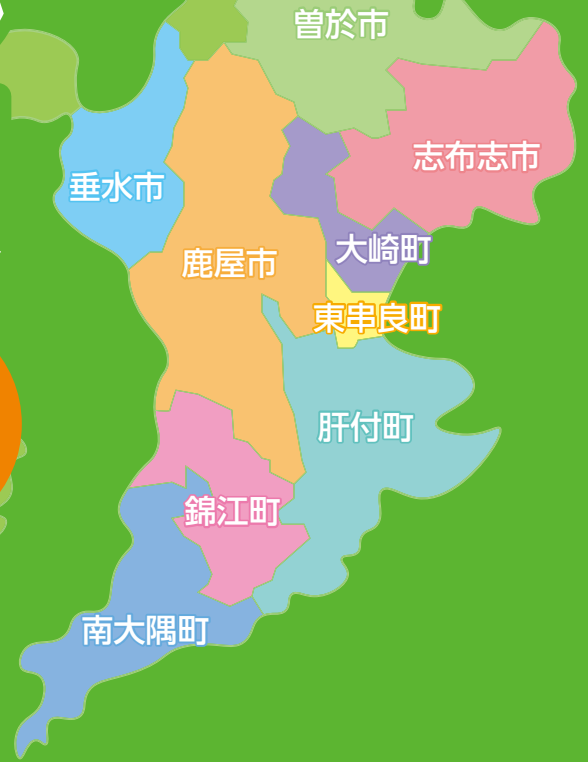 曽於市
志布志市
垂水市
大崎町
鹿屋市
東串良町
肝付町
錦江町
南大隅町